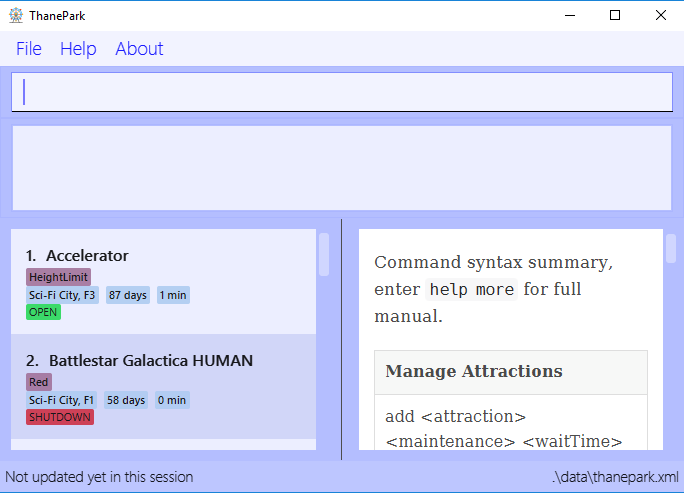 ThanePark
File Help About
1. Accelerator
HeightLimit
Sci-Fi City, F3 87 days 1 min
OPEN
2. Battlestar Galactica HUMAN
Red
Sci-Fi City, F1 58 days 0 min
SHUTDOWN
Command syntax summary,
enter help more for full
manual.
Manage Attractions
add <attraction>
<maintenance> <waitTime>
Not updated yet in this session
.\data\thanepark.xml